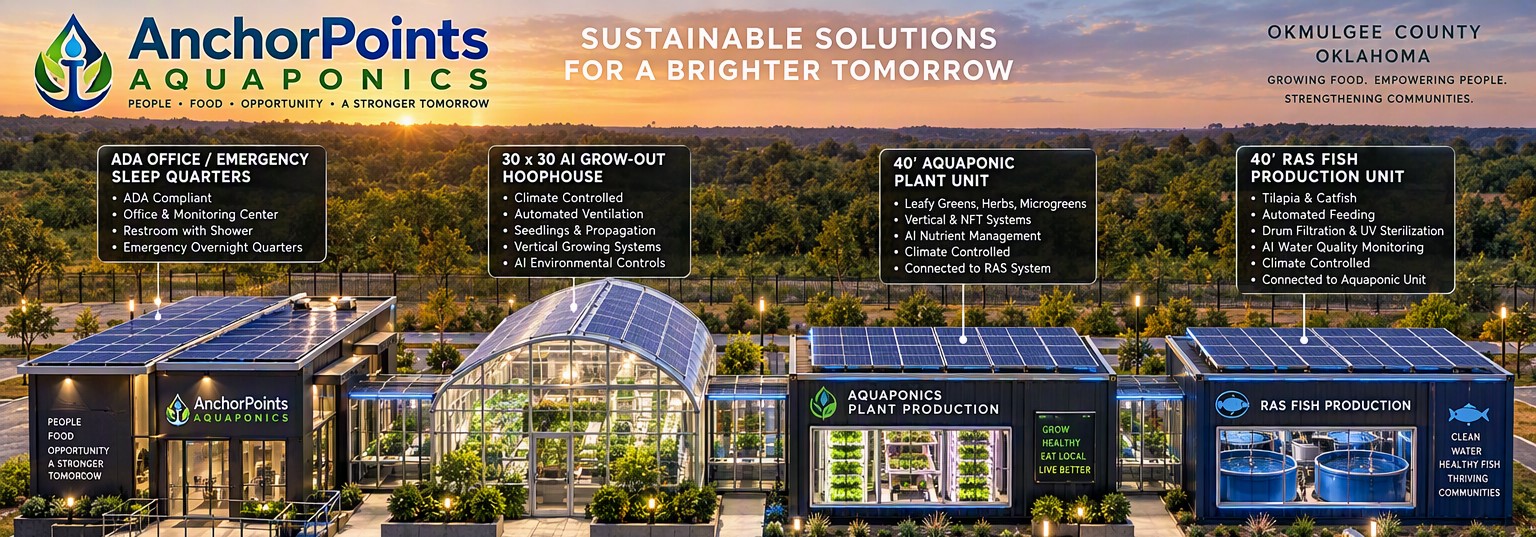 AnchorPoints
AQUAPONICS
PEOPLE • FOOD • OPPORTUNITY • A STRONGER TOMORROW
SUSTAINABLE SOLUTIONS
FOR A BRIGHTER TOMORROW
OKMULGEE COUNTY
OKLAHOMA
GROWING FOOD. EMPOWERING PEOPLE.
STRENGTHENING COMMUNITIES.
ADA OFFICE / EMERGENCY
SLEEP QUARTERS
• ADA Compliant
• Office & Monitoring Center
• Restroom with Shower
• Emergency Overnight Quarters
30 x 30 AI GROW-OUT
HOOPHOUSE
• Climate Controlled
• Automated Ventilation
• Seedlings & Propagation
• Vertical Growing Systems
• AI Environmental Controls
40' AQUAPONIC
PLANT UNIT
• Leafy Greens, Herbs, Microgreens
• Vertical & NFT Systems
• AI Nutrient Management
• Climate Controlled
• Connected to RAS System
40' RAS FISH
PRODUCTION UNIT
• Tilapia & Catfish
• Automated Feeding
• Drum Filtration & UV Sterilization
• AI Water Quality Monitoring
• Climate Controlled
• Connected to Aquaponic Unit
PEOPLE
FOOD
OPPORTUNITY
A STRONGER
TOMORCOW
AnchorPoints
AQUAPONICS
AQUAPONICS
PLANT PRODUCTION
GROW
HEALTHY
EAT LOCAL
LIVE BETTER
RAS FISH PRODUCTION
CLEAN
WATER
HEALTHY FISH
THRIVING
COMMUNITIES